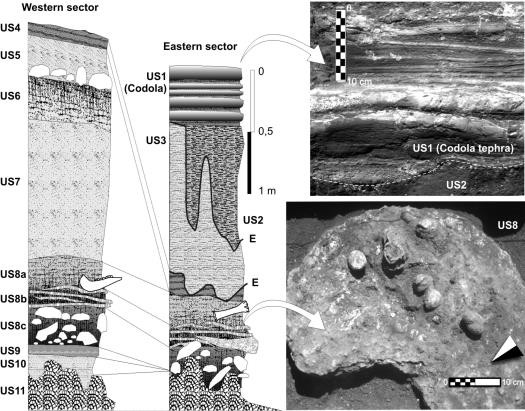 Western sector
US4
US5
US6
US7
US8a
US8b
US8c
US9
US10
US11
Eastern sector
US1
(Codola)
US3
US2
E
E
0
0,5
1 m
0
10 cm
US1 (Codola tephra)
US2
US8
0
10 cm